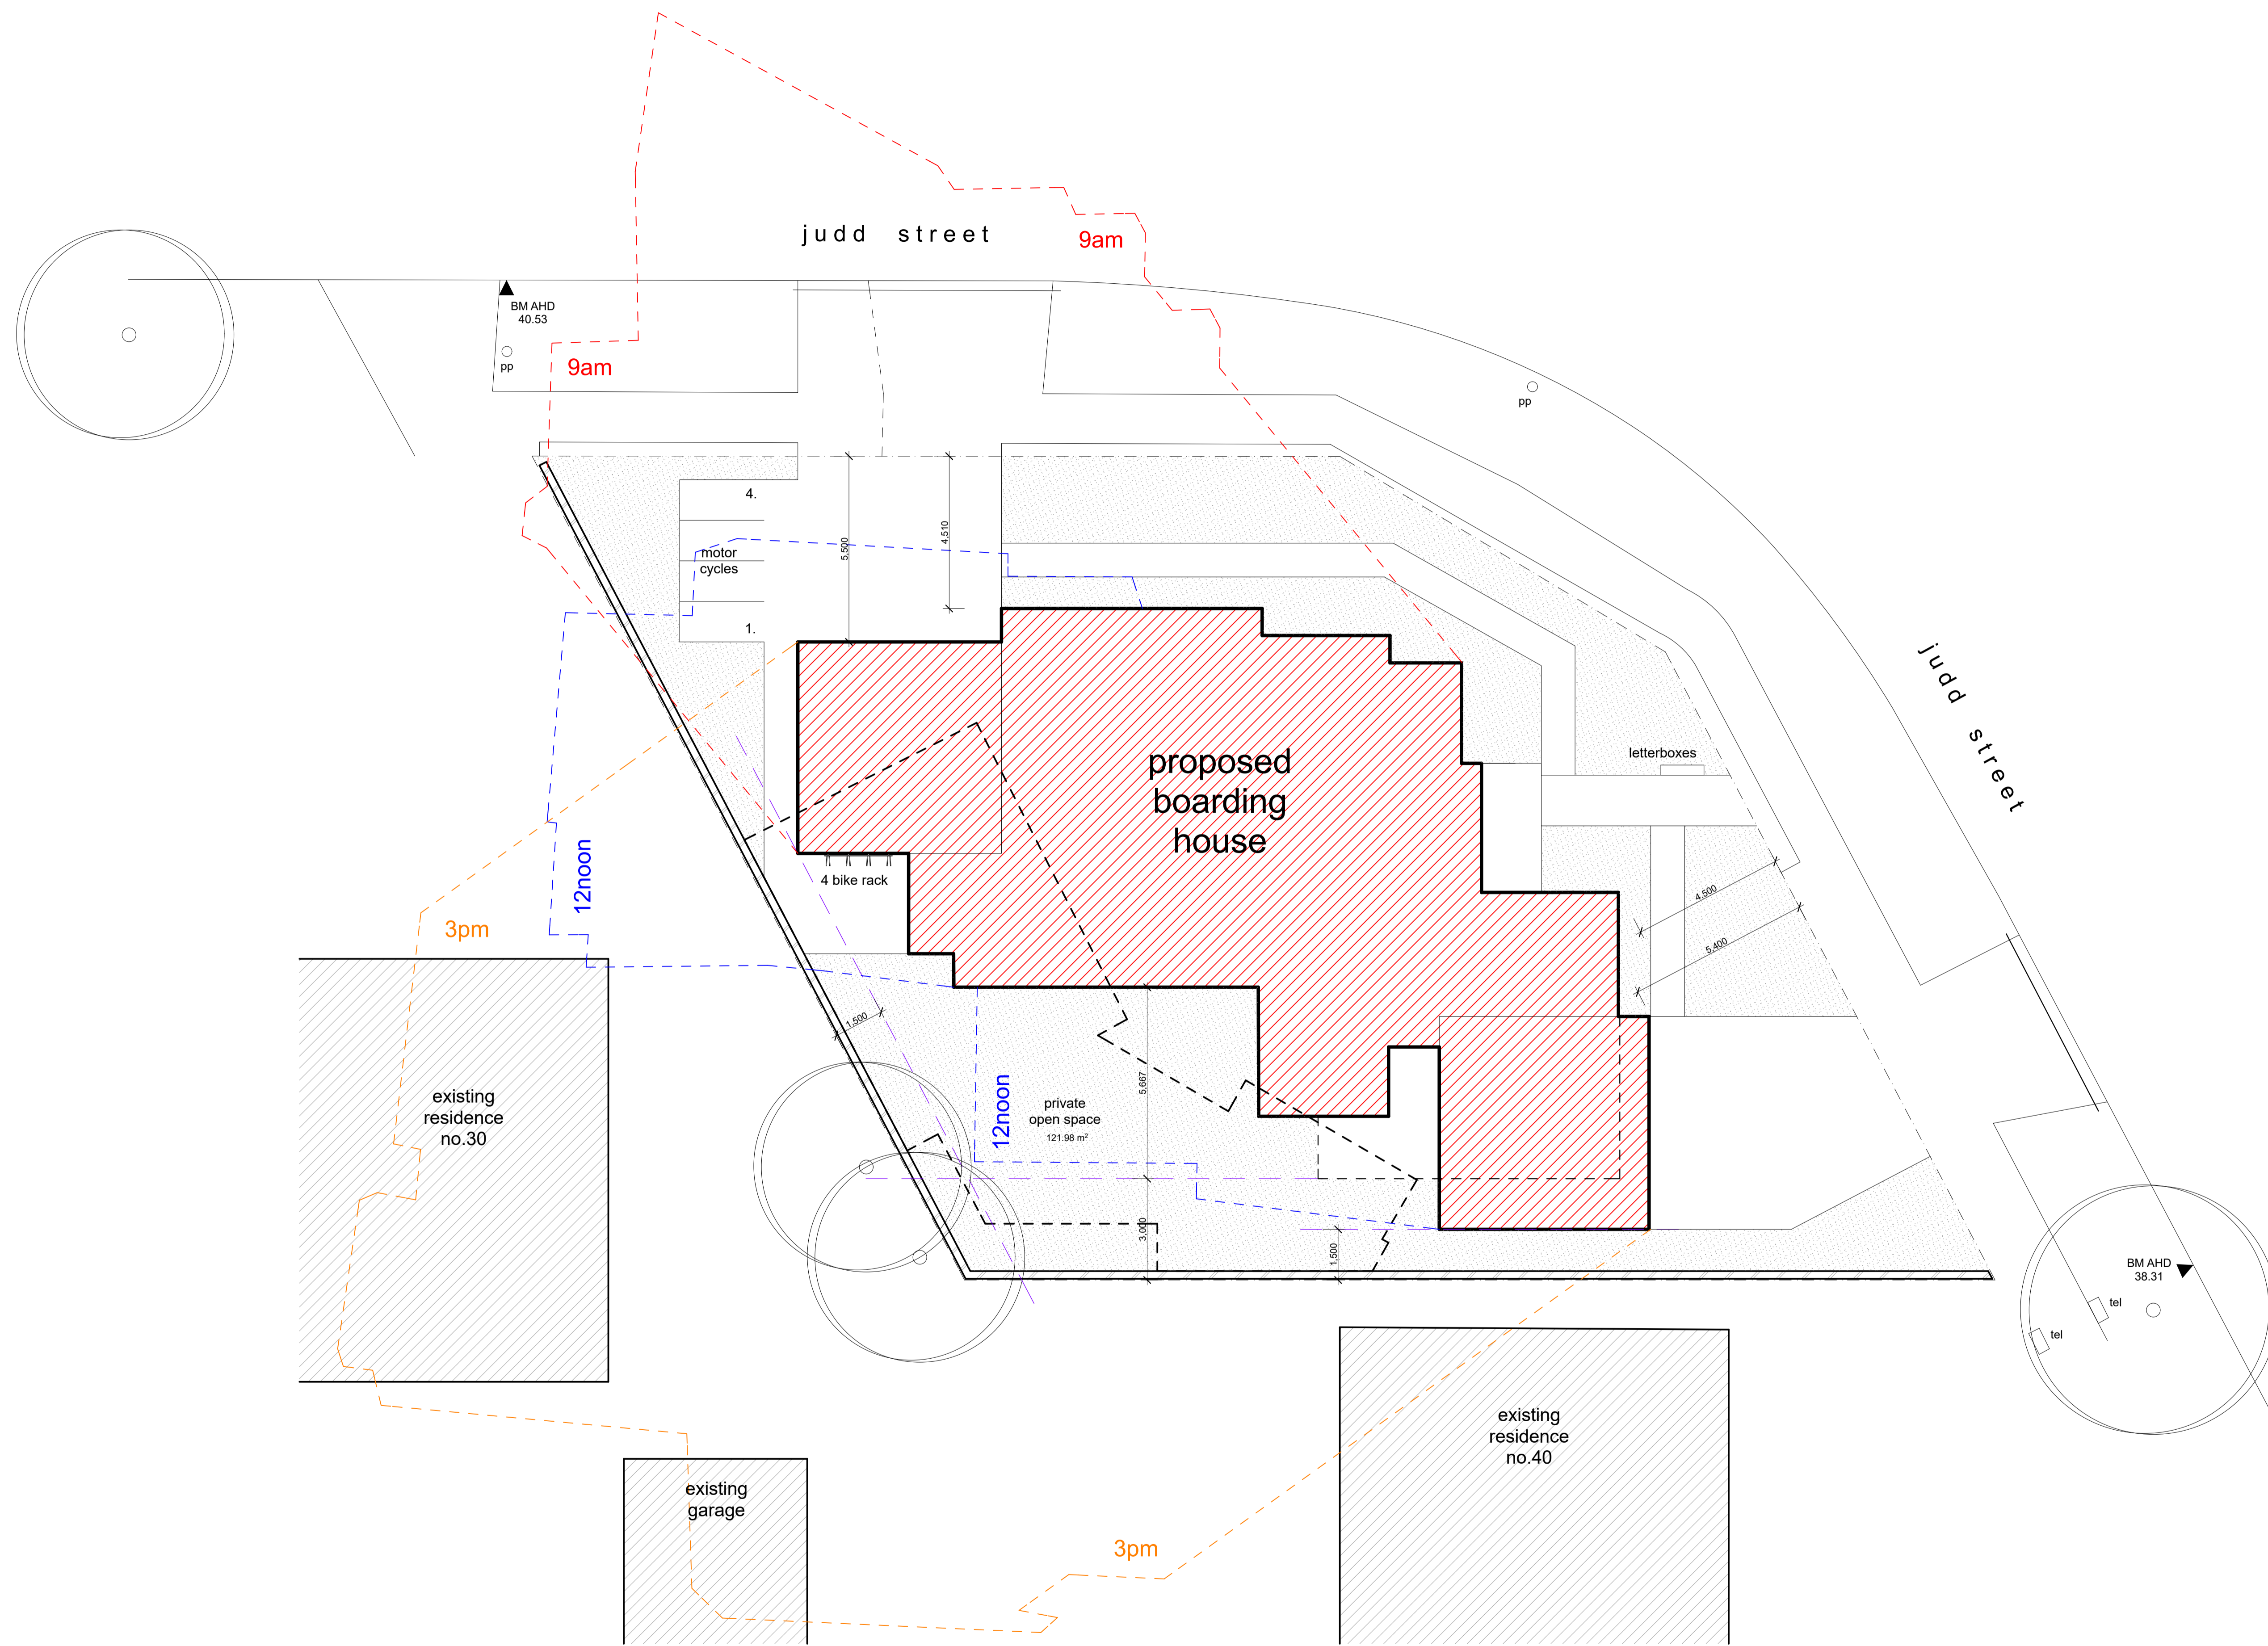 judd street
9am
BM AHD
40.53
9am
pp
pp
4.
motor
cycles
1.
5,500
4,510
judd street
proposed
boarding
house
letterboxes
4 bike rack
12noon
3pm
4,500
5,400
1,500
existing
residence
no.30
12noon
private
open space
121.98 m²
5,667
3,000
1,500
BM AHD
38.31
tel
tel
existing
residence
no.40
existing
garage
3pm